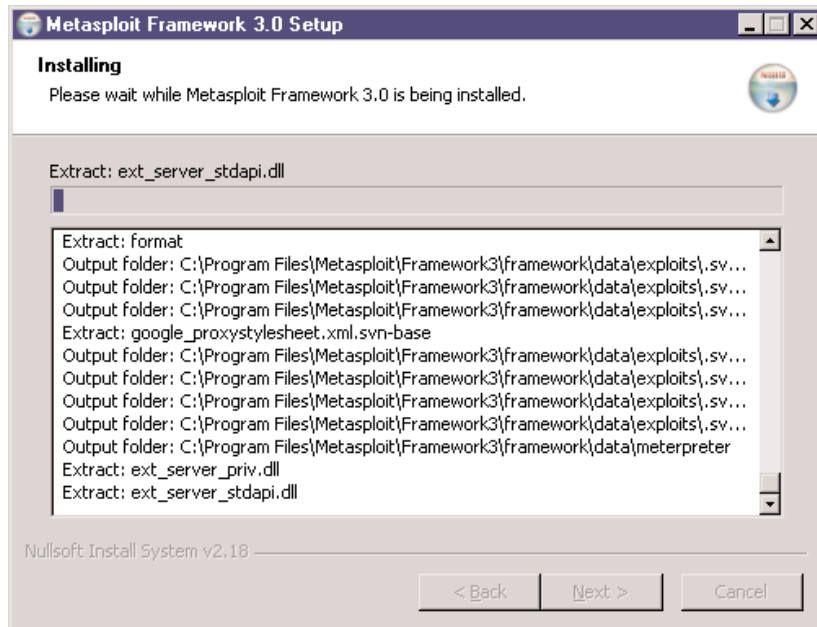 Metasploit Framework 3.0 Setup
Installing
Please wait while Metasploit Framework 3.0 is being installed.
Extract: ext_server_stdapi.dll
Extract: format
Output folder: C:\Program Files\Metasploit\Framework3\framework\data\exploits\.sv...
Output folder: C:\Program Files\Metasploit\Framework3\framework\data\exploits\.sv...
Output folder: C:\Program Files\Metasploit\Framework3\framework\data\exploits\.sv...
Extract: google_proxystylesheet.xml.svn-base
Output folder: C:\Program Files\Metasploit\Framework3\framework\data\exploits\.sv...
Output folder: C:\Program Files\Metasploit\Framework3\framework\data\exploits\.sv...
Output folder: C:\Program Files\Metasploit\Framework3\framework\data\exploits\.sv...
Output folder: C:\Program Files\Metasploit\Framework3\framework\data\exploits\.sv...
Output folder: C:\Program Files\Metasploit\Framework3\framework\data\meterpreter
Extract: ext_server_priv.dll
Extract: ext_server_stdapi.dll
Nullsoft Install System v2.18
< Back
Next >
Cancel